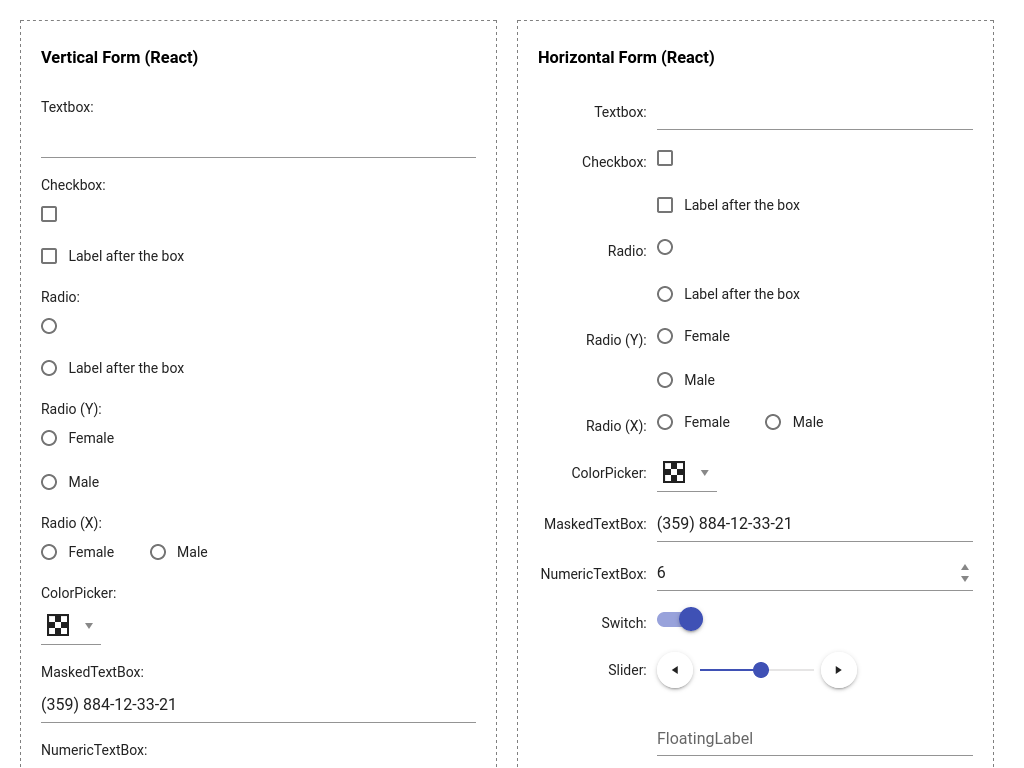 Vertical Form (React)
Textbox:
Checkbox:
Label after the box
Radio:
Label after the box
Radio (Y):
Female
Male
Radio (X):
Female Male
ColorPicker:
MaskedTextBox:
(359) 884-12-33-21
NumericTextBox:
Horizontal Form (React)
Textbox:
Checkbox:
Label after the box
Radio:
Label after the box
Radio (Y): Female
Male
Radio (X): Female Male
ColorPicker:
MaskedTextBox: (359) 884-12-33-21
NumericTextBox: 6
Switch:
Slider:
FloatingLabel